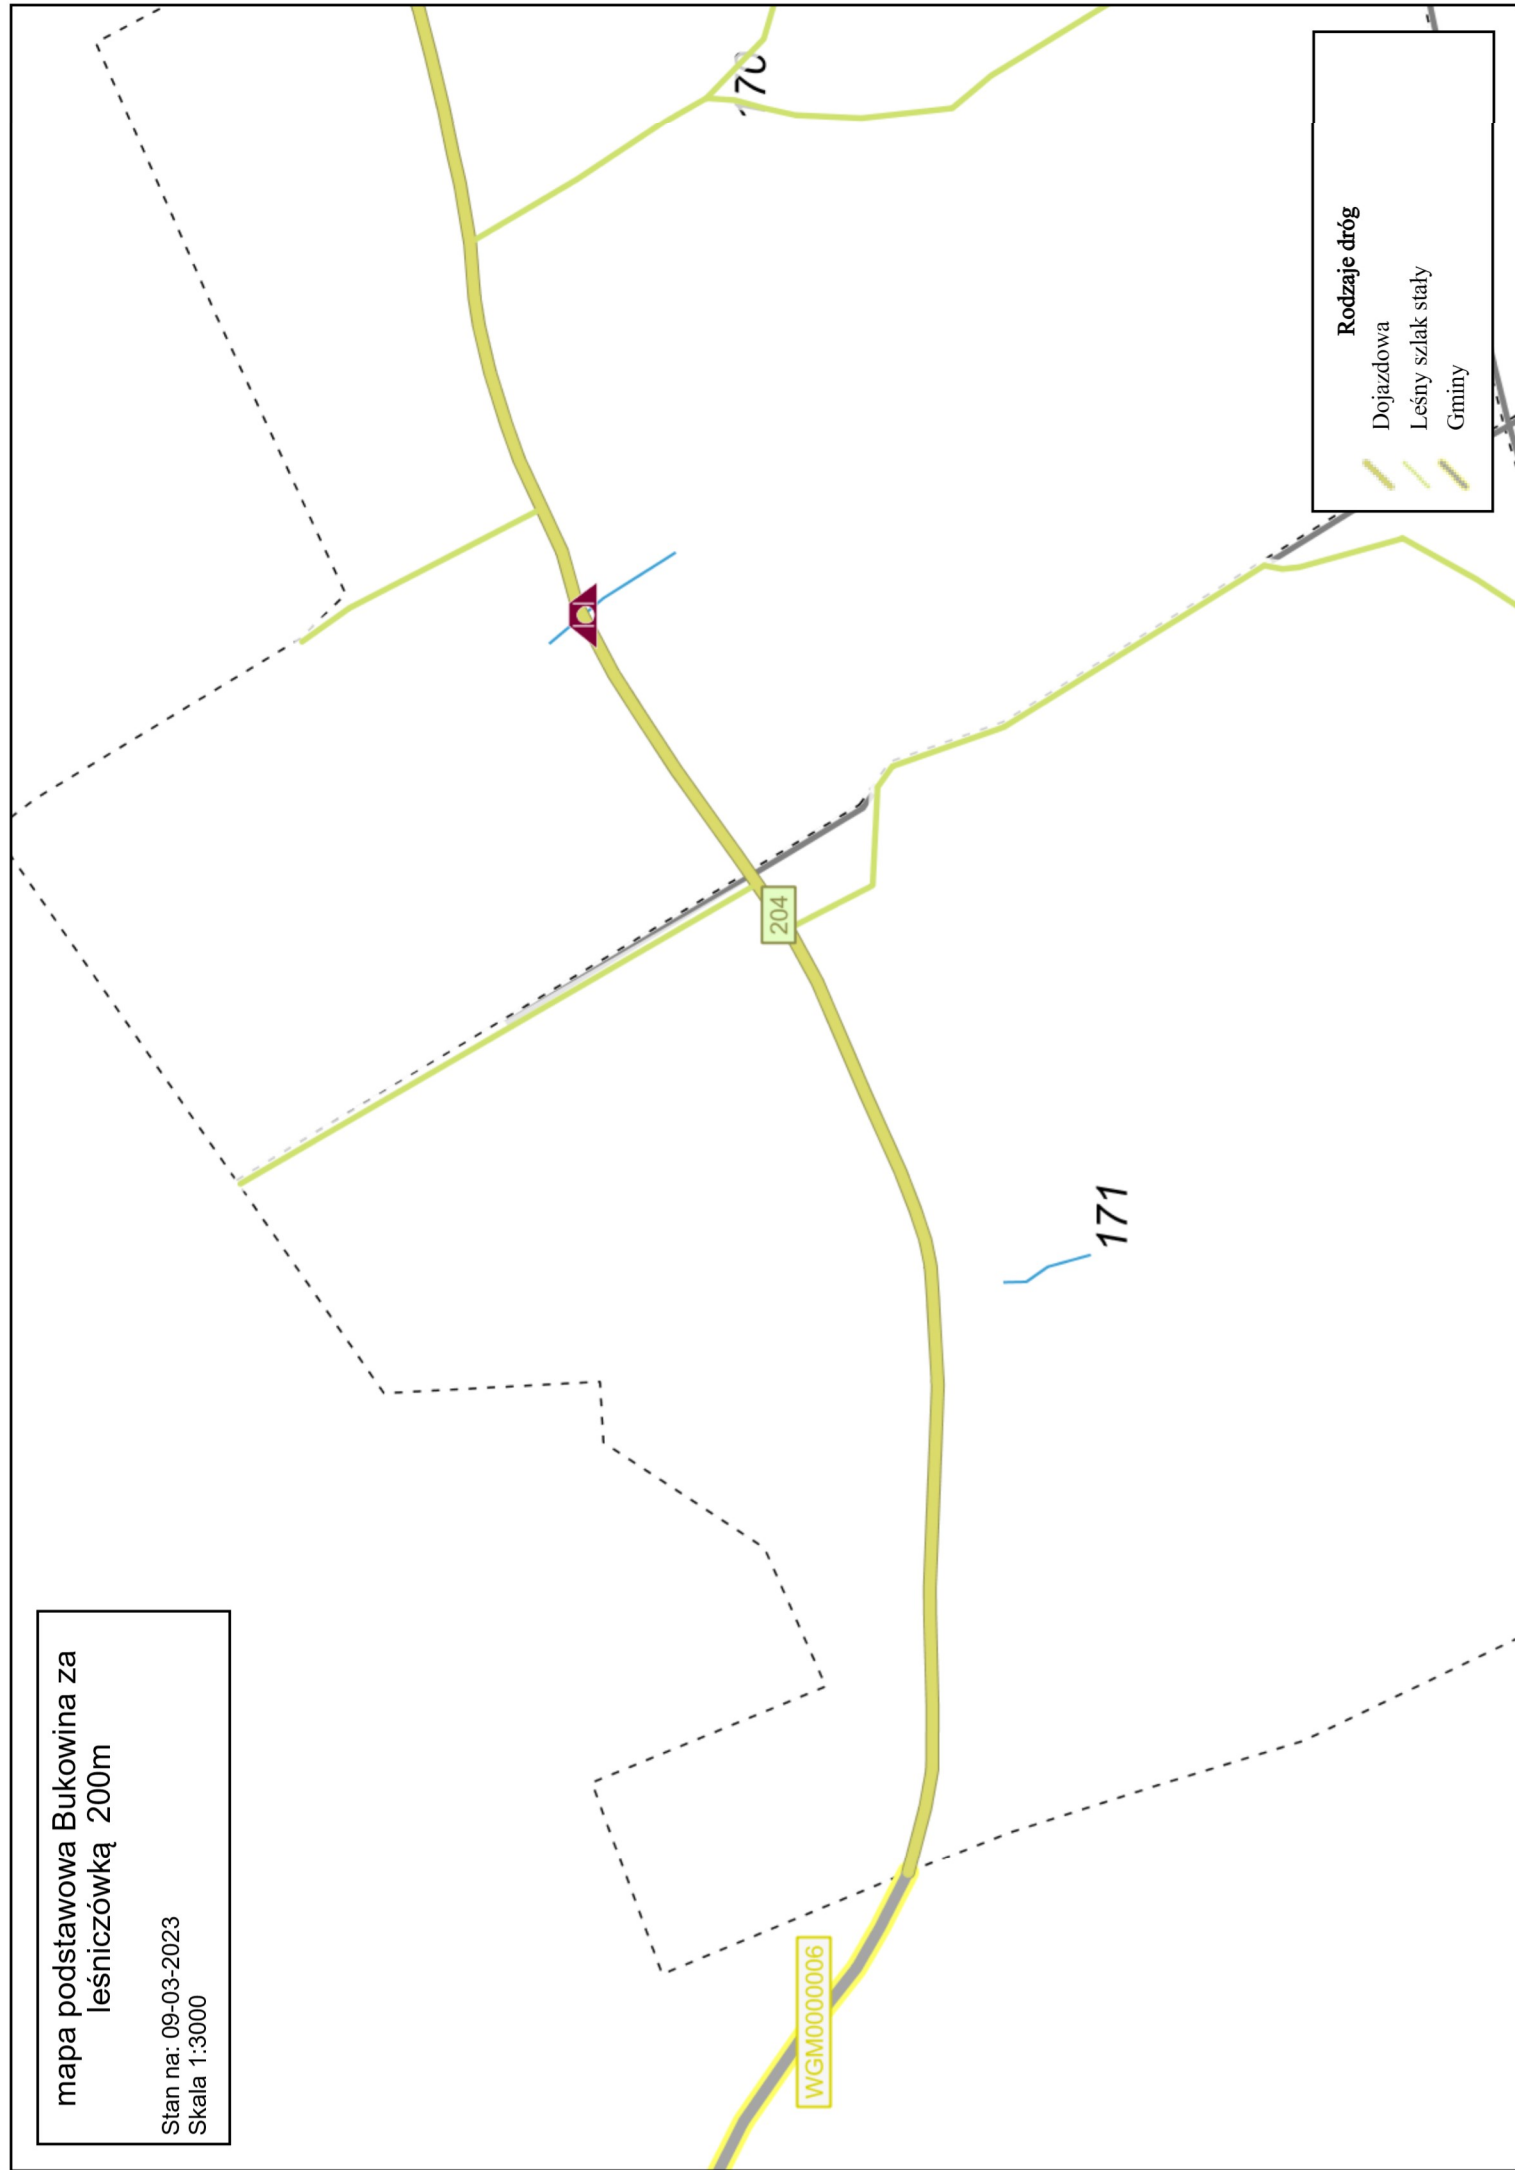 mapa podstawowa Bukowina za
leśniczówką 200m
Stan na: 09-03-2023
Skala 1:3000
WGM0000006
171
204
Rodzaje dróg
Dojazdowa
Leśny szlak stały
Gminy